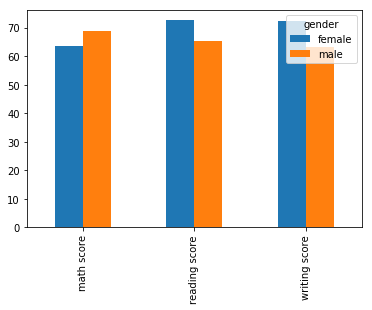 70
60
50
40
30
20
10
0
gender
female
male
math score
reading score
writing score